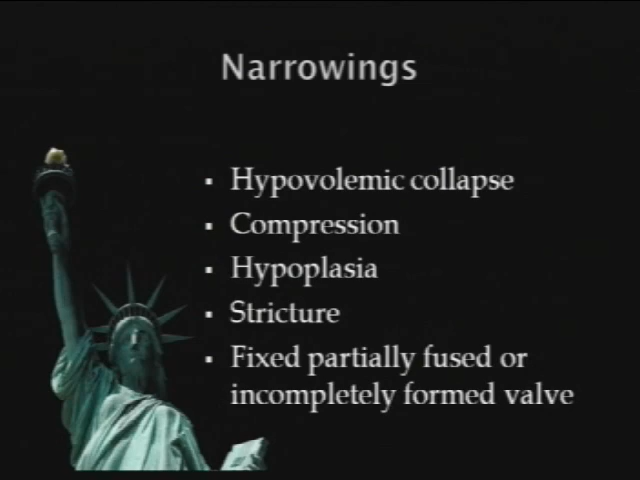 Narrowings
▪ Hypovolemic collapse
▪ Compression
▪ Hypoplasia
▪ Stricture
▪ Fixed partially fused or
incompletely formed valve